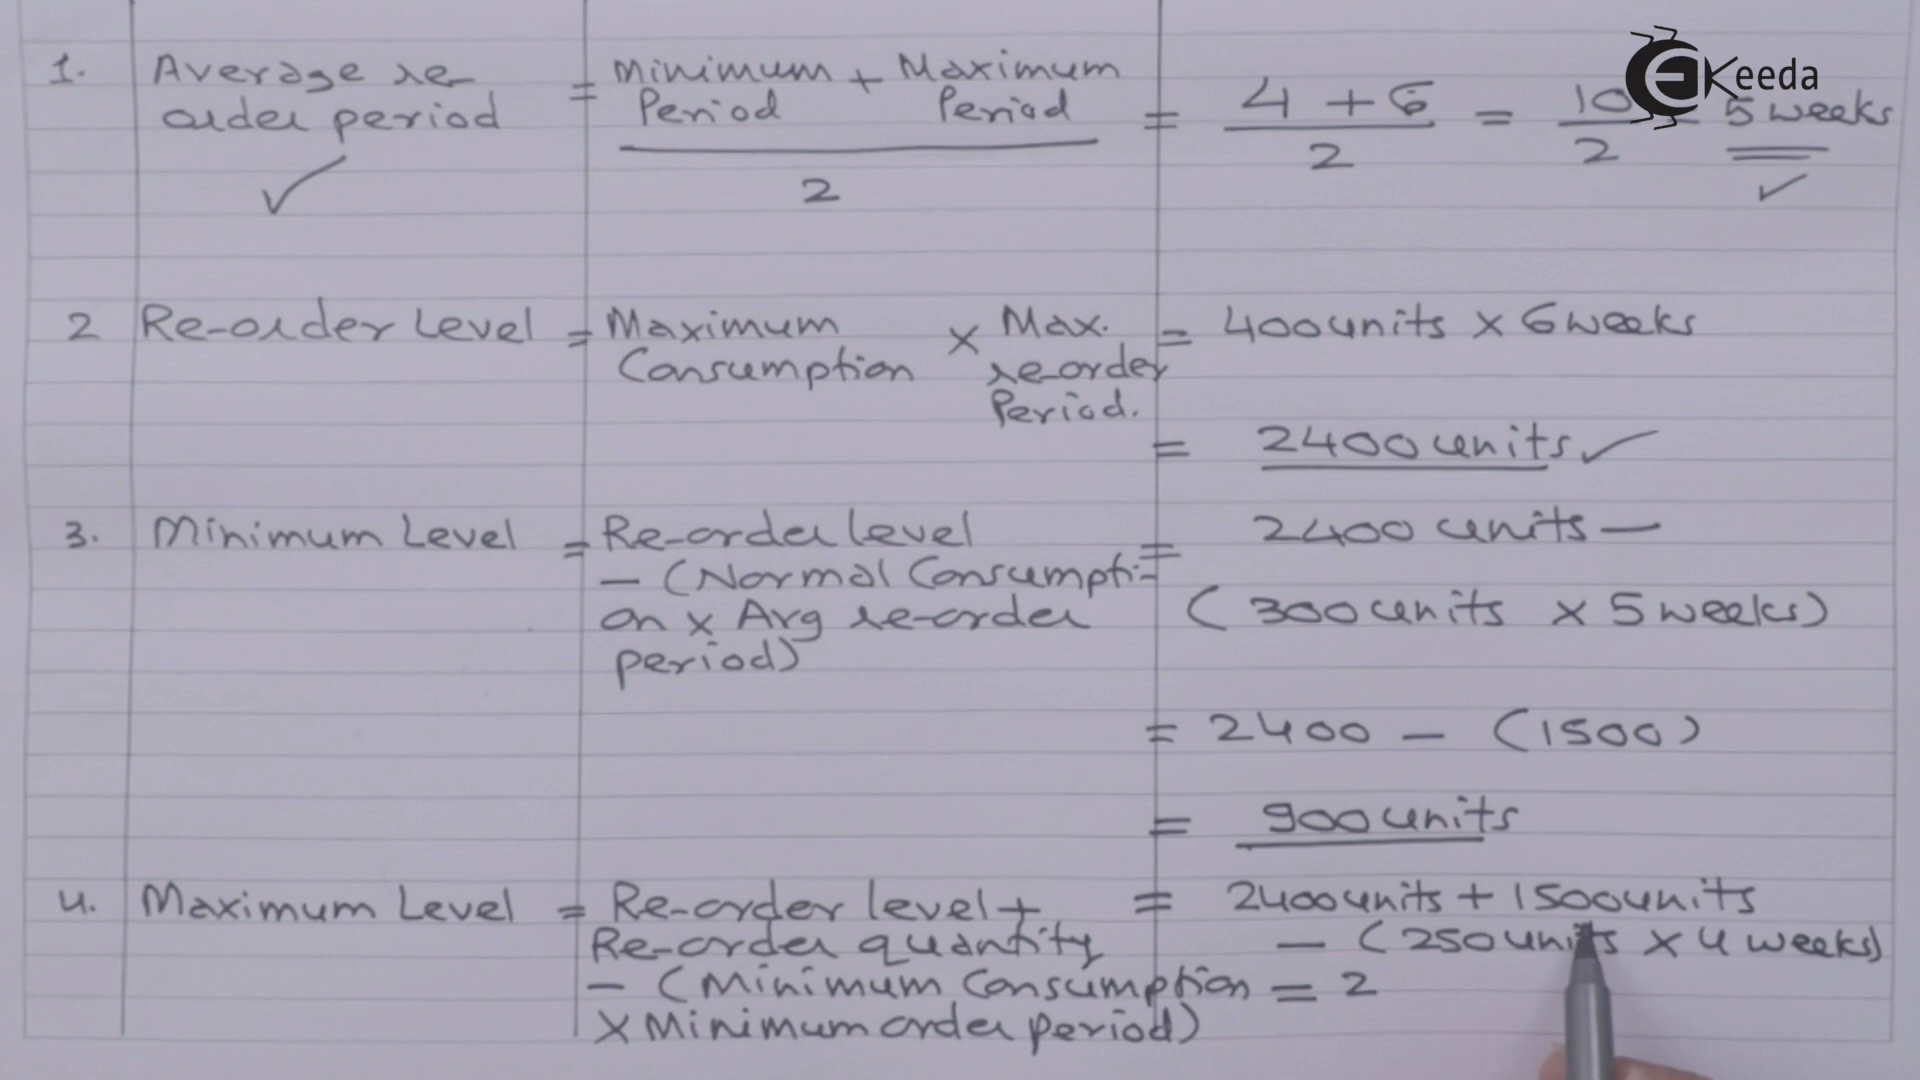 1. Average re- = Minimum + Maximum = 4 + 6 = 10 = 5 weeks
order period Period Period 2 2
2
2 Re-order Level = Maximum × Max. = 400 units × 6 weeks
Consumption re-order
Period.
= 2400 units
3. Minimum Level = Re-order level = 2400 units –
– (Normal Consumpti-
on × Avg re-order (300 units × 5 weeks)
period)
= 2400 – (1500)
= 900 units
4. Maximum Level = Re-order level + = 2400 units + 1500 units
Re-order quantity – (250 units × 4 weeks)
– (Minimum Consumption = 2
× Minimum order period)
EKeeda